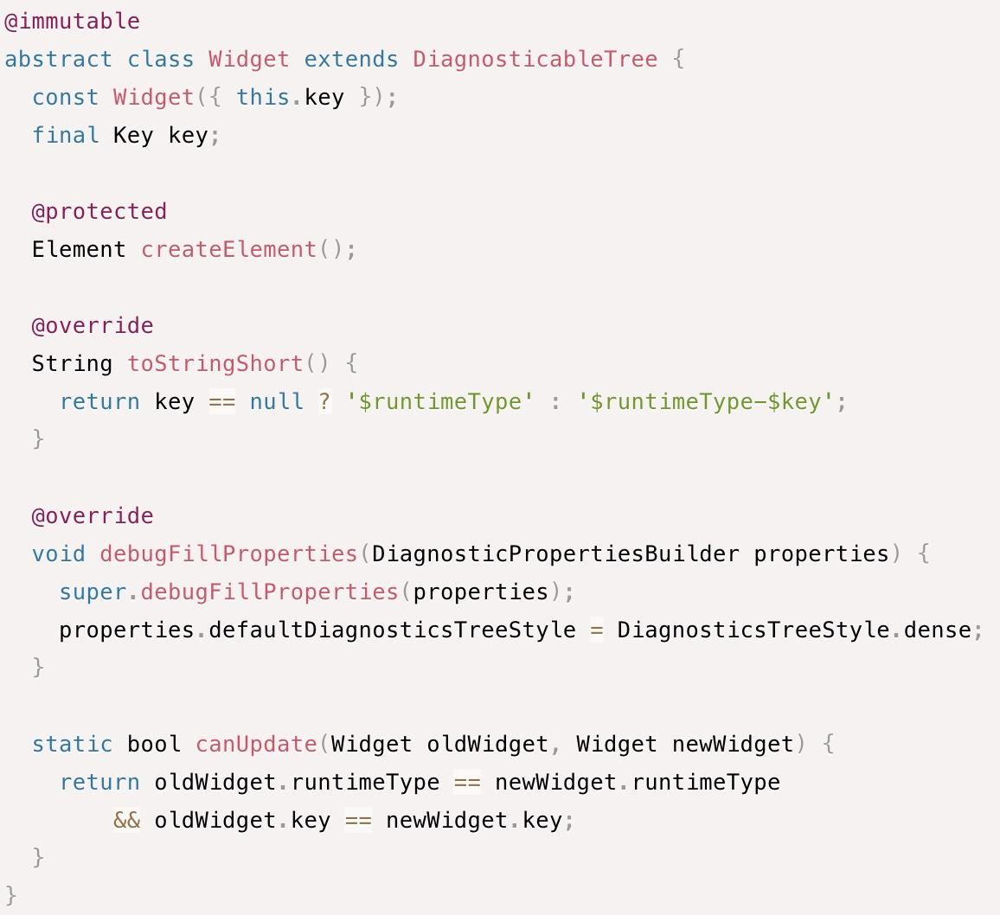 @immutable
abstract class Widget extends DiagnosticableTree {
  const Widget({ this.key });
  final Key key;

  @protected
  Element createElement();

  @override
  String toStringShort() {
    return key == null ? '$runtimeType' : '$runtimeType-$key';
  }

  @override
  void debugFillProperties(DiagnosticPropertiesBuilder properties) {
    super.debugFillProperties(properties);
    properties.defaultDiagnosticsTreeStyle = DiagnosticsTreeStyle.dense;
  }

  static bool canUpdate(Widget oldWidget, Widget newWidget) {
    return oldWidget.runtimeType == newWidget.runtimeType
        && oldWidget.key == newWidget.key;
  }
}